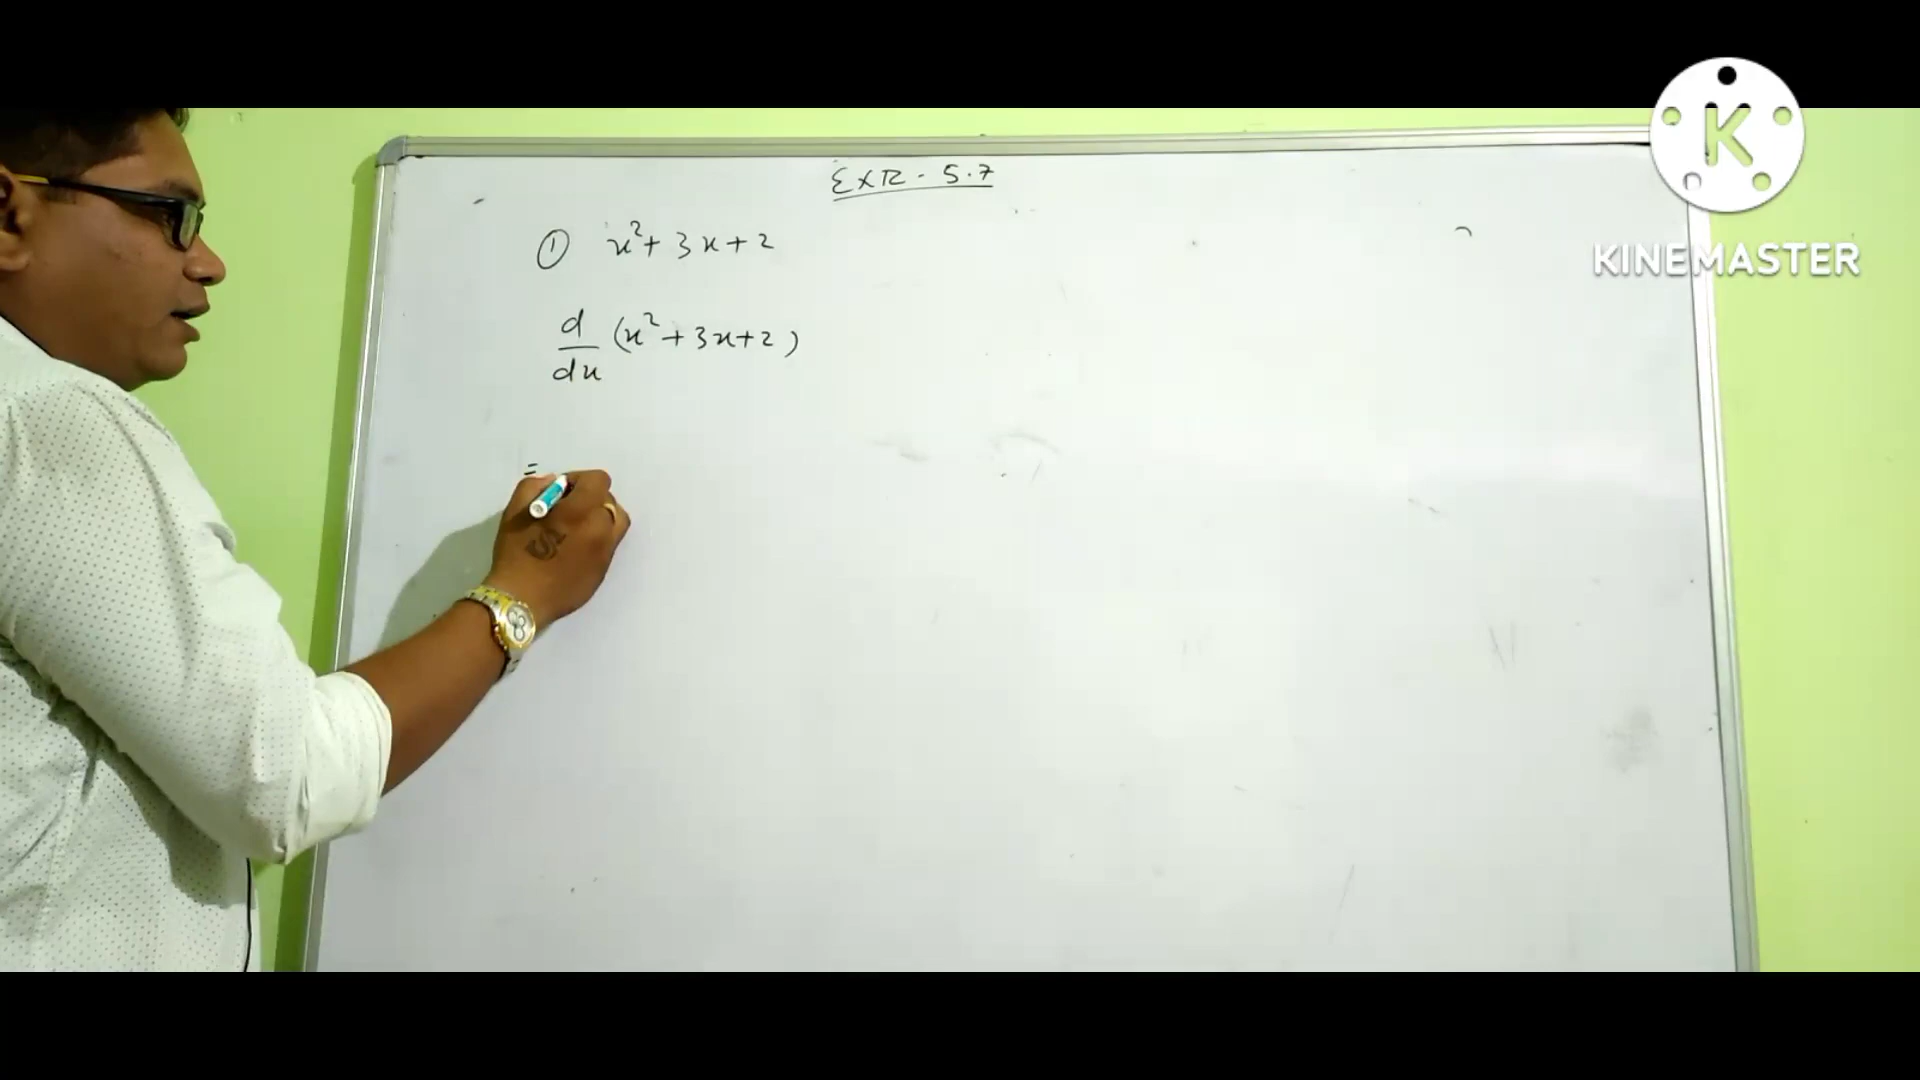 EXR - 5.7
① x²+ 3x+2
d/dx (x²+3x+2)
=
K
KINEMASTER